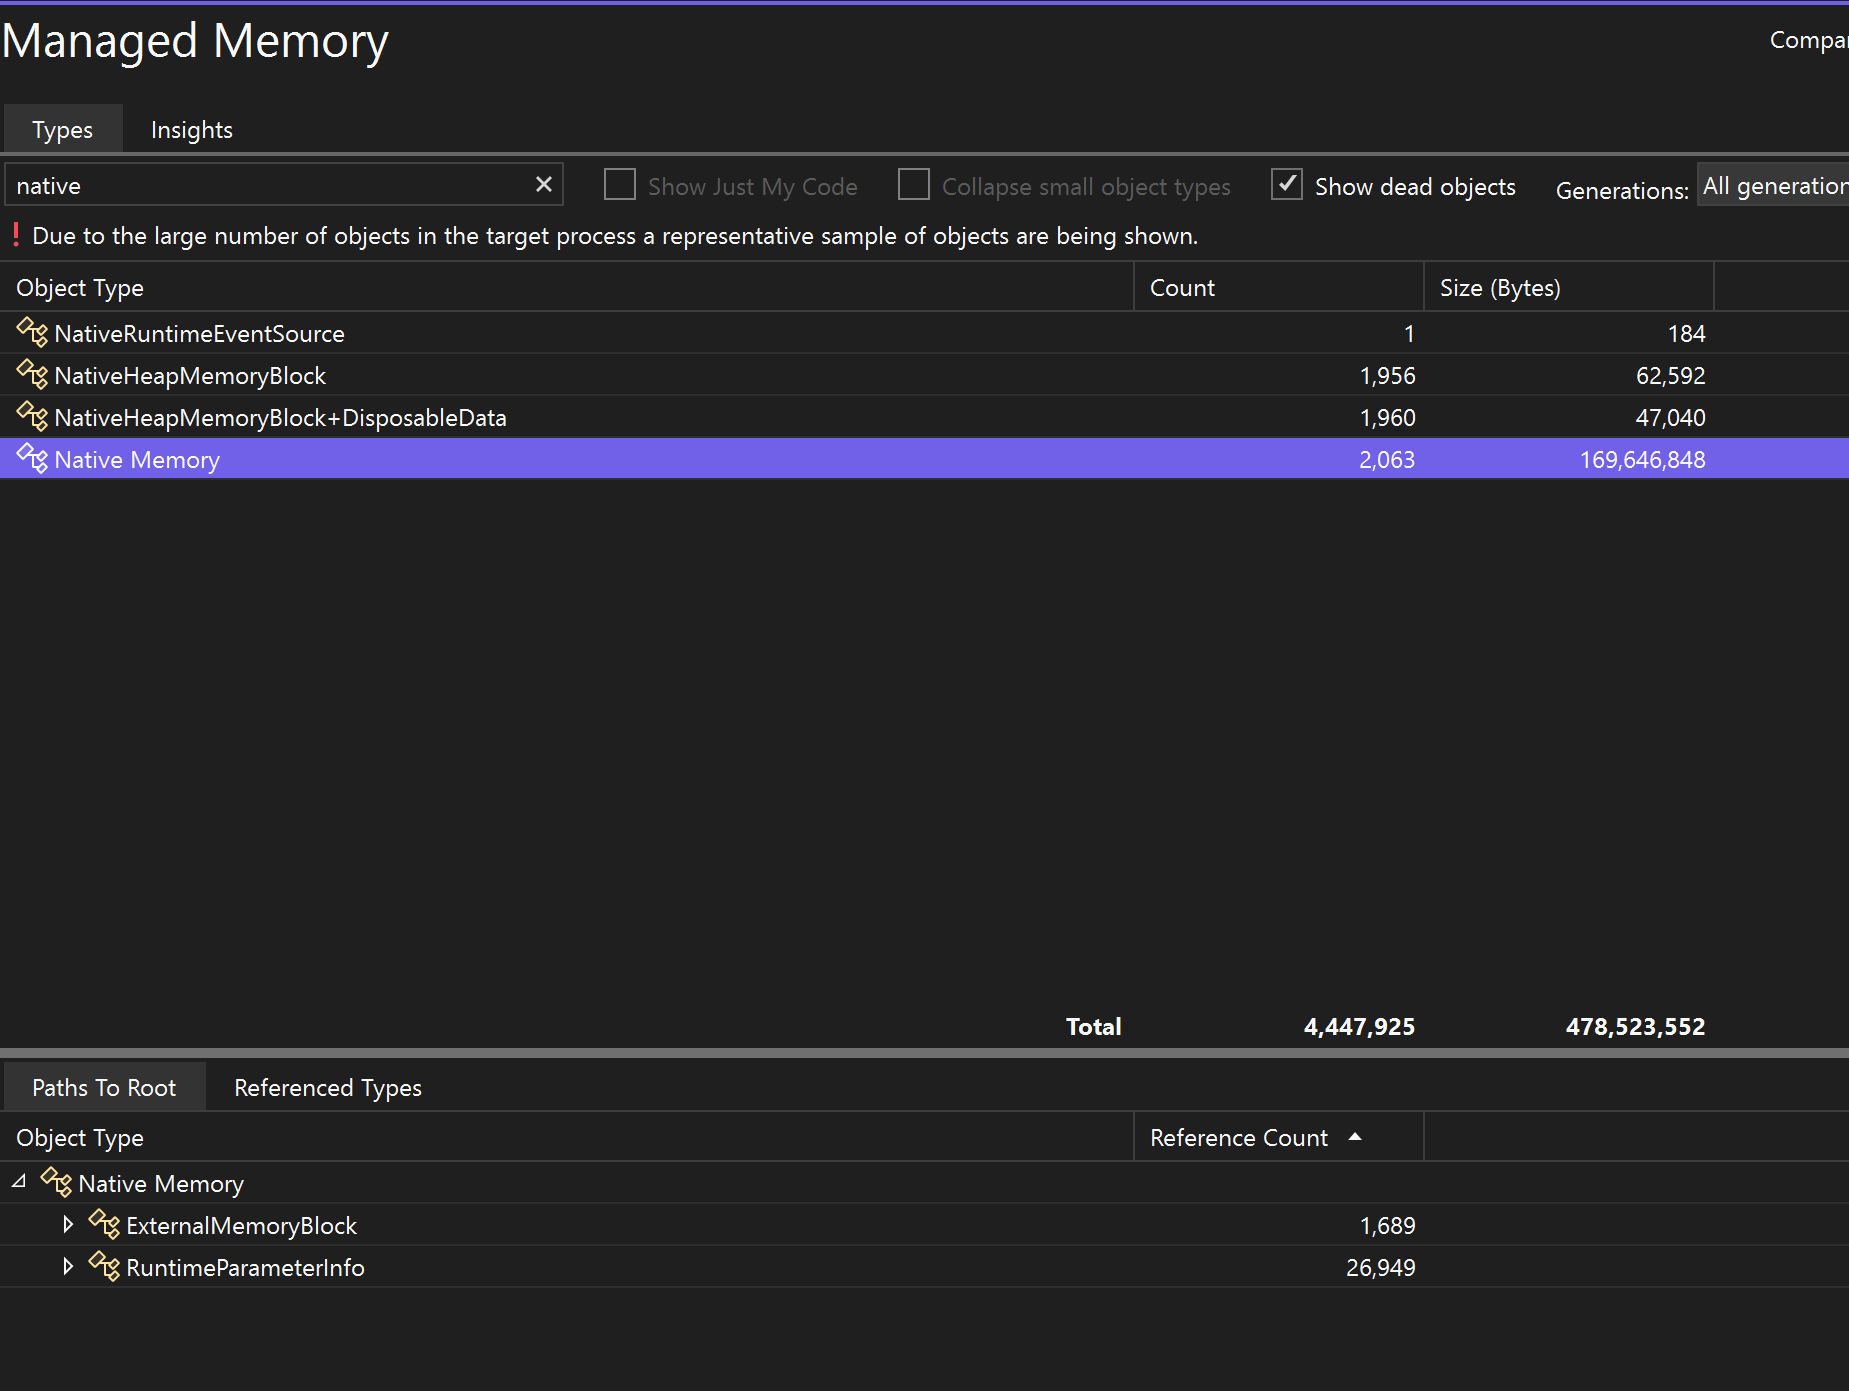 Managed Memory
Compar
Types Insights
native Show Just My Code Collapse small object types Show dead objects Generations: All generation
! Due to the large number of objects in the target process a representative sample of objects are being shown.
Object Type Count Size (Bytes)
NativeRuntimeEventSource 1 184
NativeHeapMemoryBlock 1,956 62,592
NativeHeapMemoryBlock+DisposableData 1,960 47,040
Native Memory 2,063 169,646,848
Total 4,447,925 478,523,552
Paths To Root Referenced Types
Object Type Reference Count
Native Memory
ExternalMemoryBlock 1,689
RuntimeParameterInfo 26,949